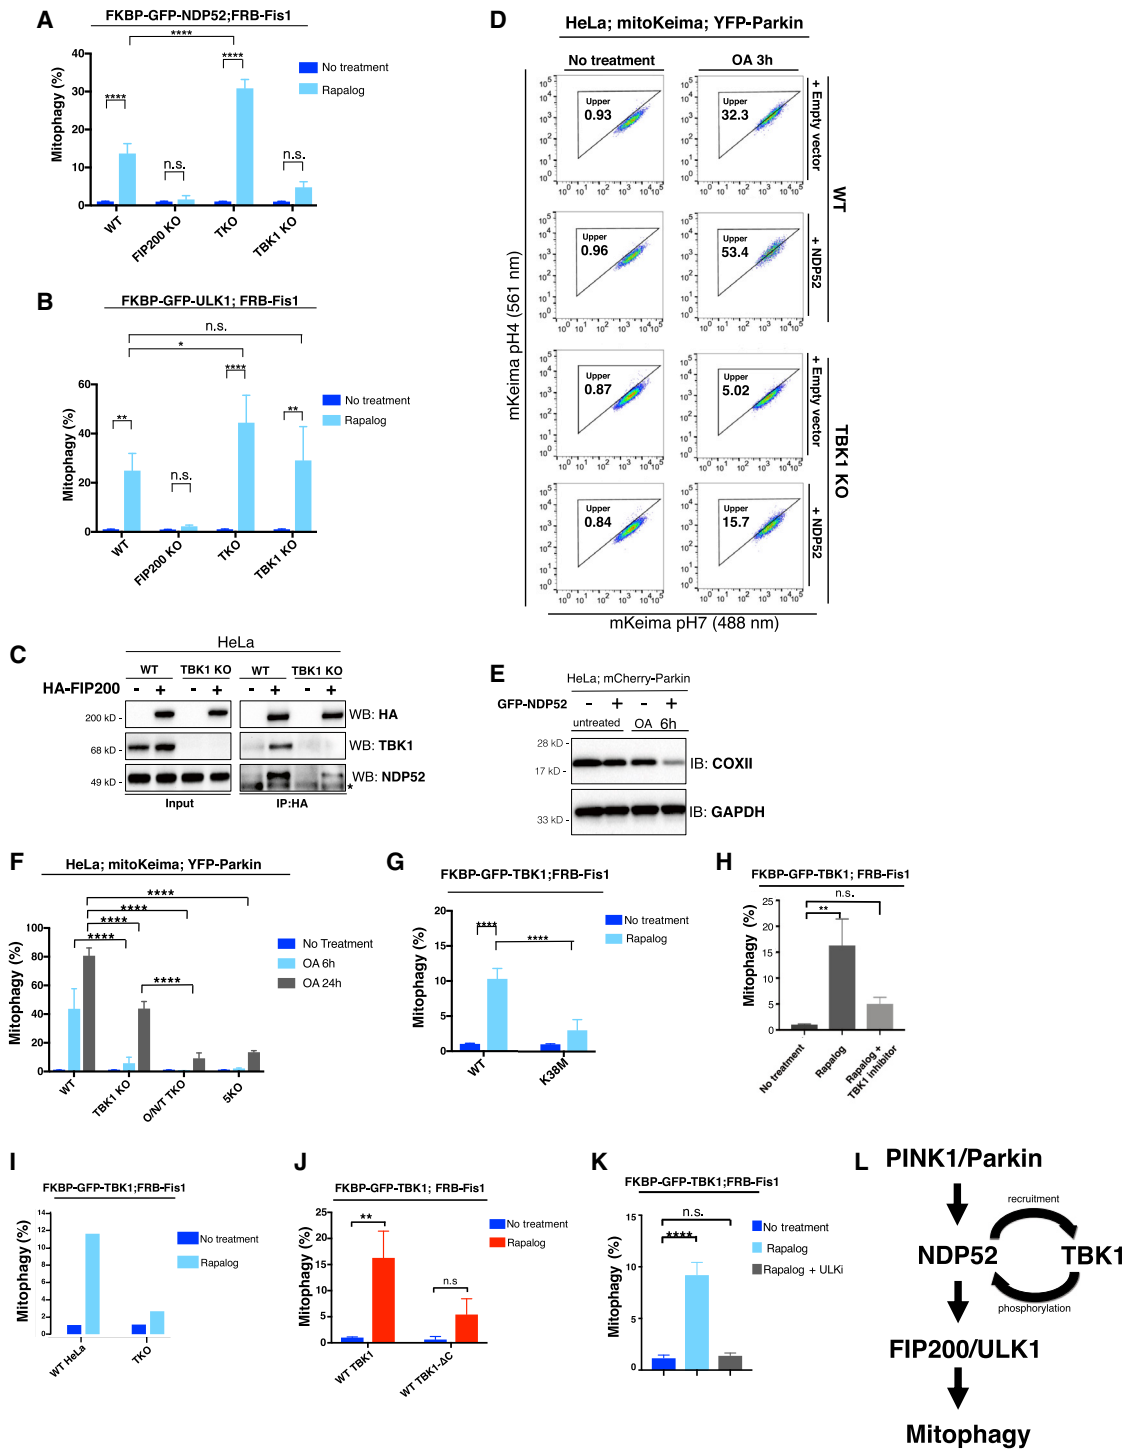 A
FKBP-GFP-NDP52;FRB-Fis1
****
Mitophagy (%)
40
30
20
10
0
****
n.s.
****
n.s.
No treatment
Rapalog
WT
FIP200 KO
TKO
TBK1 KO
B
FKBP-GFP-ULK1; FRB-Fis1
n.s.
*
Mitophagy (%)
60
40
20
0
**
n.s.
****
**
No treatment
Rapalog
WT
FIP200 KO
TKO
TBK1 KO
C
HeLa
WT TBK1 KO WT TBK1 KO
HA-FIP200 - + - + - + - +
200 kD - WB: HA
68 kD - WB: TBK1
49 kD - WB: NDP52
*
Input IP:HA
D
HeLa; mitoKeima; YFP-Parkin
No treatment OA 3h
Upper 0.93
Upper 32.3
+ Empty vector
Upper 0.96
Upper 53.4
+ NDP52
WT
Upper 0.87
Upper 5.02
+ Empty vector
Upper 0.84
Upper 15.7
+ NDP52
TBK1 KO
mKeima pH4 (561 nm)
mKeima pH7 (488 nm)
E
HeLa; mCherry-Parkin
GFP-NDP52 - + - +
untreated OA 6h
28 kD -
17 kD - IB: COXII
33 kD - IB: GAPDH
F
HeLa; mitoKeima; YFP-Parkin
****
****
****
****
****
Mitophagy (%)
100
80
60
40
20
0
No Treatment
OA 6h
OA 24h
WT
TBK1 KO
O/N/T TKO
5KO
G
FKBP-GFP-TBK1;FRB-Fis1
Mitophagy (%)
20
15
10
5
0
****
****
No treatment
Rapalog
WT
K38M
H
FKBP-GFP-TBK1; FRB-Fis1
n.s.
**
Mitophagy (%)
25
20
15
10
5
0
No treatment
Rapalog
Rapalog +
TBK1 inhibitor
I
FKBP-GFP-TBK1;FRB-Fis1
Mitophagy (%)
14
12
10
8
6
4
2
0
No treatment
Rapalog
WT HeLa
TKO
J
FKBP-GFP-TBK1; FRB-Fis1
Mitophagy (%)
25
20
15
10
5
0
**
n.s
No treatment
Rapalog
WT TBK1
WT TBK1-ΔC
K
FKBP-GFP-TBK1;FRB-Fis1
n.s.
****
Mitophagy (%)
15
10
5
0
No treatment
Rapalog
Rapalog + ULKi
L
PINK1/Parkin
recruitment
NDP52 TBK1
phosphorylation
FIP200/ULK1
Mitophagy